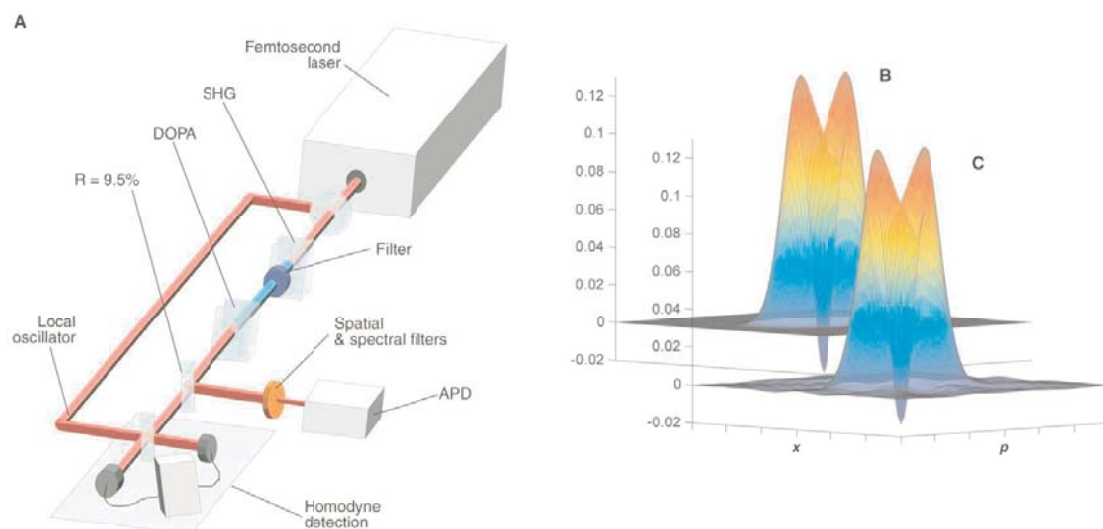 A
Femtosecond
laser
SHG
DOPA
R = 9.5%
Filter
Local
oscillator
Spatial
& spectral filters
APD
Homodyne
detection
B
0.12
0.1
0.08
0.06
0.04
0.02
0
-0.02
C
0.12
0.1
0.08
0.06
0.04
0.02
0
-0.02
x
p